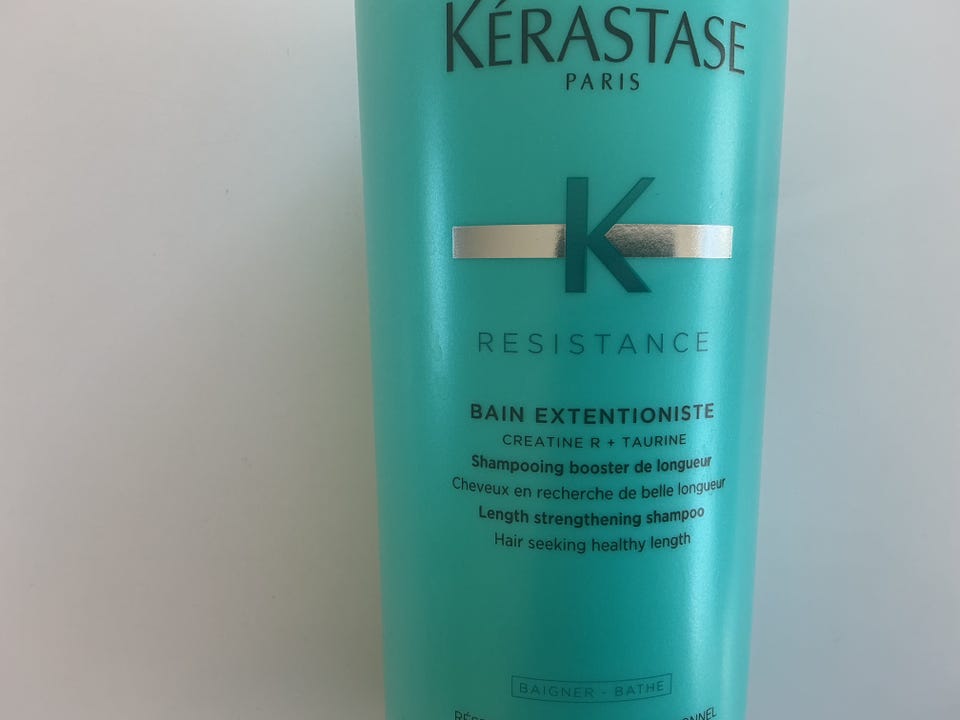 KÉRASTASE
PARIS
K
RESISTANCE
BAIN EXTENTIONISTE
CREATINE R + TAURINE
Shampooing booster de longueur
Cheveux en recherche de belle longueur
Length strengthening shampoo
Hair seeking healthy length
BAIGNER - BATHE